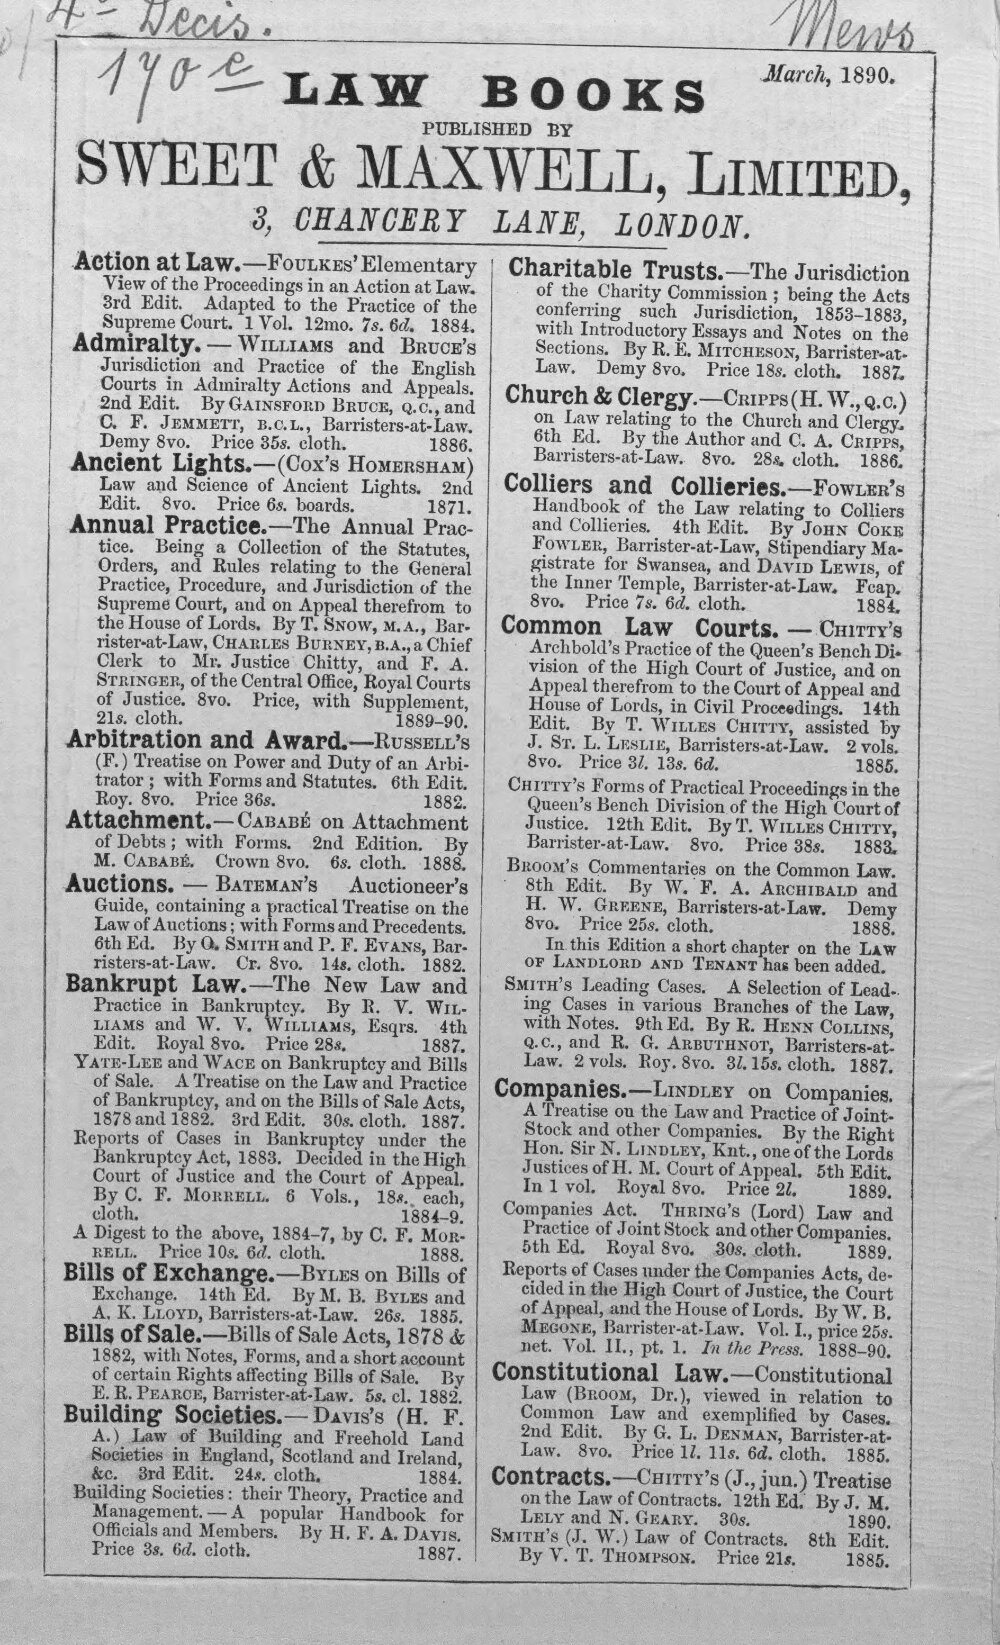 4° Decis.
Mews
170 e
March, 1890.
LAW BOOKS
PUBLISHED BY
SWEET & MAXWELL, LIMITED,
3, CHANCERY LANE, LONDON.
Action at Law.—FOULKES' Elementary
View of the Proceedings in an Action at Law.
3rd Edit. Adapted to the Practice of the
Supreme Court. 1 Vol. 12mo. 7s. 6d. 1884.
Admiralty.—WILLIAMS and BRUCE'S
Jurisdiction and Practice of the English
Courts in Admiralty Actions and Appeals.
2nd Edit. By GAINSFORD BRUCE, Q.C., and
C. F. JEMMETT, B.C.L., Barristers-at-Law.
Demy 8vo. Price 35s. cloth. 1886.
Ancient Lights.—(COX'S HOMERSHAM)
Law and Science of Ancient Lights. 2nd
Edit. 8vo. Price 6s. boards. 1871.
Annual Practice.—The Annual Prac-
tice. Being a Collection of the Statutes,
Orders, and Rules relating to the General
Practice, Procedure, and Jurisdiction of the
Supreme Court, and on Appeal therefrom to
the House of Lords. By T. SNOW, M.A., Bar-
rister-at-Law, CHARLES BURNEY, B.A., a Chief
Clerk to Mr. Justice Chitty, and F. A.
STRINGER, of the Central Office, Royal Courts
of Justice. 8vo. Price, with Supplement,
21s. cloth. 1889-90.
Arbitration and Award.—RUSSELL'S
(F.) Treatise on Power and Duty of an Arbi-
trator; with Forms and Statutes. 6th Edit.
Roy. 8vo. Price 36s. 1882.
Attachment.—CABABÉ on Attachment
of Debts; with Forms. 2nd Edition. By
M. CABABÉ. Crown 8vo. 6s. cloth. 1888.
Auctions.—BATEMAN'S Auctioneer's
Guide, containing a practical Treatise on the
Law of Auctions; with Forms and Precedents.
6th Ed. By O. SMITH and P. F. EVANS, Bar-
risters-at-Law. Cr. 8vo. 14s. cloth. 1882.
Bankrupt Law.—The New Law and
Practice in Bankruptcy. By R. V. WIL-
LIAMS and W. V. WILLIAMS, Esqrs. 4th
Edit. Royal 8vo. Price 28s. 1887.
YATE-LEE and WACE on Bankruptcy and Bills
of Sale. A Treatise on the Law and Practice
of Bankruptcy, and on the Bills of Sale Acts,
1878 and 1882. 3rd Edit. 30s. cloth. 1887.
Reports of Cases in Bankruptcy under the
Bankruptcy Act, 1883. Decided in the High
Court of Justice and the Court of Appeal.
By C. F. MORRELL. 6 Vols., 18s. each,
cloth. 1884-9.
A Digest to the above, 1884-7, by C. F. MOR-
RELL. Price 10s. 6d. cloth. 1888.
Bills of Exchange.—BYLES on Bills of
Exchange. 14th Ed. By M. B. BYLES and
A. K. LLOYD, Barristers-at-Law. 26s. 1885.
Bills of Sale.—Bills of Sale Acts, 1878 &
1882, with Notes, Forms, and a short account
of certain Rights affecting Bills of Sale. By
E. R. PEARCE, Barrister-at-Law. 5s. cl. 1882.
Building Societies.—DAVIS'S (H. F.
A.) Law of Building and Freehold Land
Societies in England, Scotland and Ireland,
&c. 3rd Edit. 24s. cloth. 1884.
Building Societies: their Theory, Practice and
Management.—A popular Handbook for
Officials and Members. By H. F. A. DAVIS.
Price 3s. 6d. cloth. 1887.
Charitable Trusts.—The Jurisdiction
of the Charity Commission; being the Acts
conferring such Jurisdiction, 1853-1883,
with Introductory Essays and Notes on the
Sections. By R. E. MITCHESON, Barrister-at-
Law. Demy 8vo. Price 18s. cloth. 1887.
Church & Clergy.—CRIPPS (H. W., Q.C.)
on Law relating to the Church and Clergy.
6th Ed. By the Author and C. A. CRIPPS,
Barristers-at-Law. 8vo. 28s. cloth. 1886.
Colliers and Collieries.—FOWLER'S
Handbook of the Law relating to Colliers
and Collieries. 4th Edit. By JOHN COKE
FOWLER, Barrister-at-Law, Stipendiary Ma-
gistrate for Swansea, and DAVID LEWIS, of
the Inner Temple, Barrister-at-Law. Fcap.
8vo. Price 7s. 6d. cloth. 1884.
Common Law Courts.—CHITTY'S
Archbold's Practice of the Queen's Bench Di-
vision of the High Court of Justice, and on
Appeal therefrom to the Court of Appeal and
House of Lords, in Civil Proceedings. 14th
Edit. By T. WILLES CHITTY, assisted by
J. ST. L. LESLIE, Barristers-at-Law. 2 vols.
8vo. Price 3l. 13s. 6d. 1885.
CHITTY'S Forms of Practical Proceedings in the
Queen's Bench Division of the High Court of
Justice. 12th Edit. By T. WILLES CHITTY,
Barrister-at-Law. 8vo. Price 38s. 1883.
BROOM'S Commentaries on the Common Law.
8th Edit. By W. F. A. ARCHIBALD and
H. W. GREENE, Barristers-at-Law. Demy
8vo. Price 25s. cloth. 1888.
In this Edition a short chapter on the LAW
OF LANDLORD AND TENANT has been added.
SMITH'S Leading Cases. A Selection of Lead-
ing Cases in various Branches of the Law,
with Notes. 9th Ed. By R. HENN COLLINS,
Q.C., and R. G. ARBUTHNOT, Barristers-at-
Law. 2 vols. Roy. 8vo. 3l. 15s. cloth. 1887.
Companies.—LINDLEY on Companies.
A Treatise on the Law and Practice of Joint-
Stock and other Companies. By the Right
Hon. Sir N. LINDLEY, Knt., one of the Lords
Justices of H. M. Court of Appeal. 5th Edit.
In 1 vol. Royal 8vo. Price 2l. 1889.
Companies Act. THRING'S (Lord) Law and
Practice of Joint Stock and other Companies.
5th Ed. Royal 8vo. 30s. cloth. 1889.
Reports of Cases under the Companies Acts, de-
cided in the High Court of Justice, the Court
of Appeal, and the House of Lords. By W. B.
MEGONE, Barrister-at-Law. Vol. I., price 25s.
net. Vol. II., pt. 1. In the Press. 1888-90.
Constitutional Law.—Constitutional
Law (BROOM, Dr.), viewed in relation to
Common Law and exemplified by Cases.
2nd Edit. By G. L. DENMAN, Barrister-at-
Law. 8vo. Price 1l. 11s. 6d. cloth. 1885.
Contracts.—CHITTY'S (J., jun.) Treatise
on the Law of Contracts. 12th Ed. By J. M.
LELY and N. GEARY. 30s. 1890.
SMITH'S (J. W.) Law of Contracts. 8th Edit.
By V. T. THOMPSON. Price 21s. 1885.